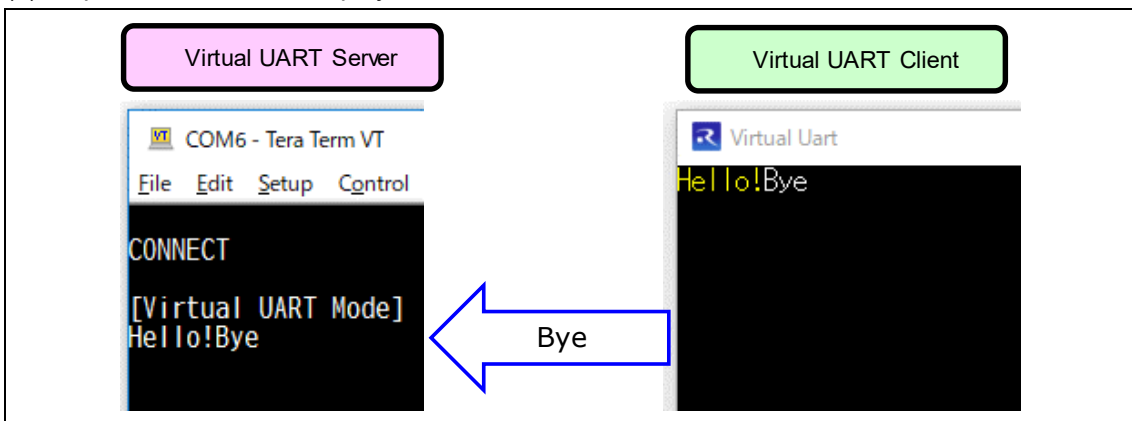 Virtual UART Server
Virtual UART Client
COM6 - Tera Term VT
File Edit Setup Control
CONNECT
[Virtual UART Mode]
Hello!Bye
Virtual Uart
Hello!Bye
Bye